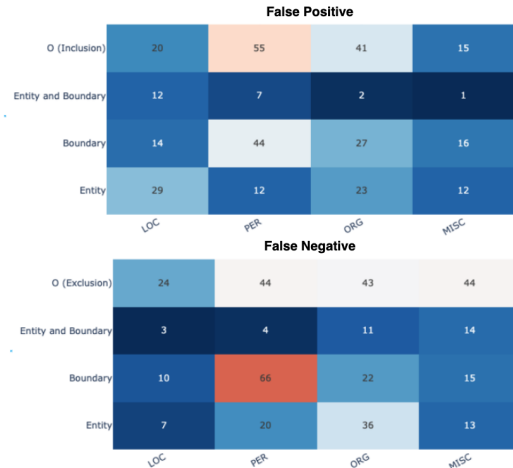 False Positive
O (Inclusion) 20 55 41 15
Entity and Boundary 12 7 2 1
Boundary 14 44 27 16
Entity 29 12 23 12
LOC PER ORG MISC
False Negative
O (Exclusion) 24 44 43 44
Entity and Boundary 3 4 11 14
Boundary 10 66 22 15
Entity 7 20 36 13
LOC PER ORG MISC